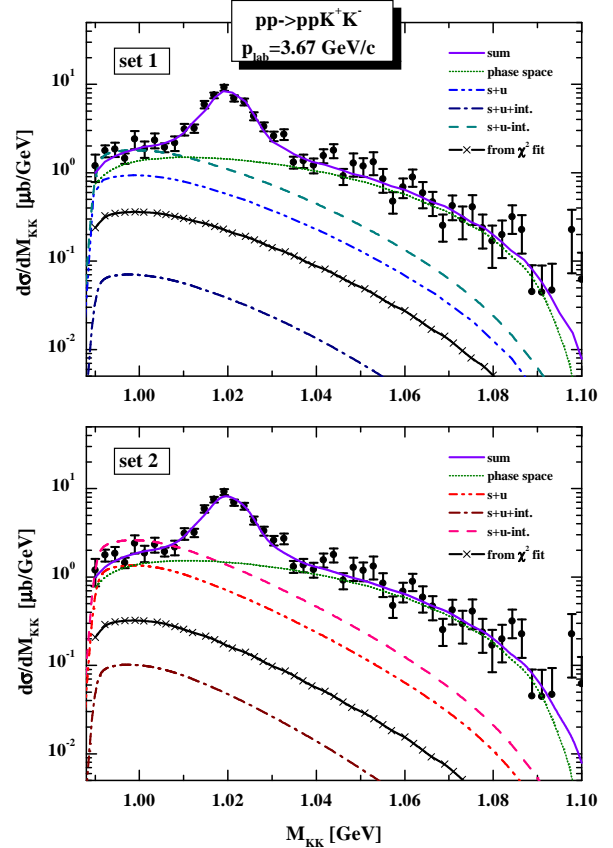 pp->ppK⁺K⁻
p_lab=3.67 GeV/c
set 1
sum
phase space
s+u
s+u+int.
s+u-int.
from χ² fit
10¹
10⁰
10⁻¹
10⁻²
dσ/dM_KK [μb/GeV]
1.00 1.02 1.04 1.06 1.08 1.10
set 2
sum
phase space
s+u
s+u+int.
s+u-int.
from χ² fit
10¹
10⁰
10⁻¹
10⁻²
dσ/dM_KK [μb/GeV]
1.00 1.02 1.04 1.06 1.08 1.10
M_KK [GeV]